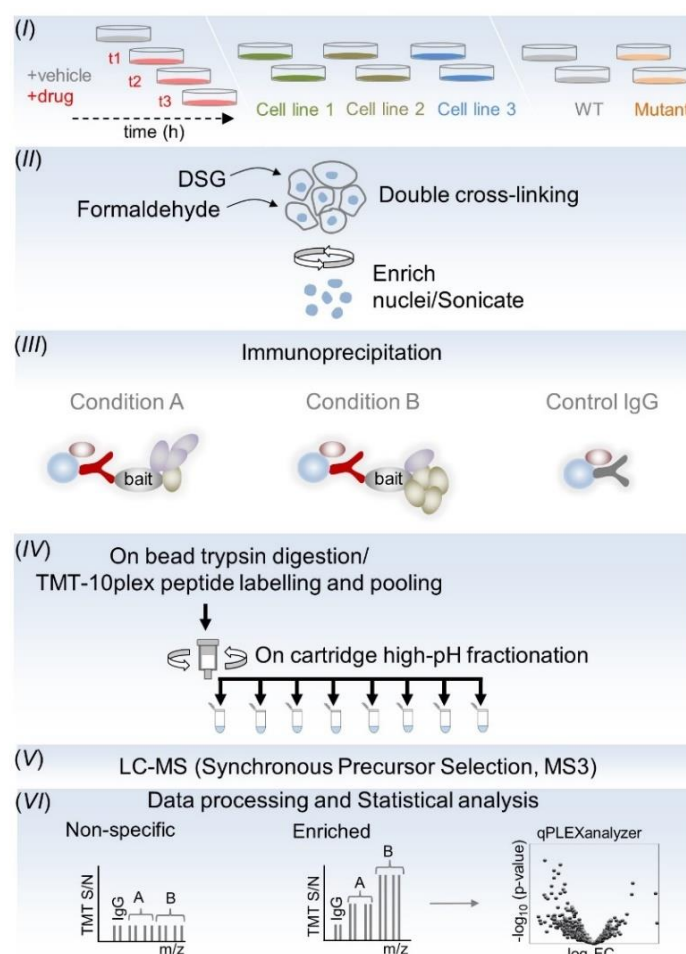 (I)
t1
+vehicle
t2
+drug
t3
time (h)
Cell line 1
Cell line 2
Cell line 3
WT
Mutant
(II)
DSG
Formaldehyde
Double cross-linking
Enrich
nuclei/Sonicate
(III)
Immunoprecipitation
Condition A
Condition B
Control IgG
bait
bait
(IV)
On bead trypsin digestion/
TMT-10plex peptide labelling and pooling
On cartridge high-pH fractionation
(V)
LC-MS (Synchronous Precursor Selection, MS3)
(VI)
Data processing and Statistical analysis
Non-specific
TMT S/N
IgG
A
B
m/z
Enriched
TMT S/N
IgG
A
B
m/z
qPLEXanalyzer
-log10 (p-value)